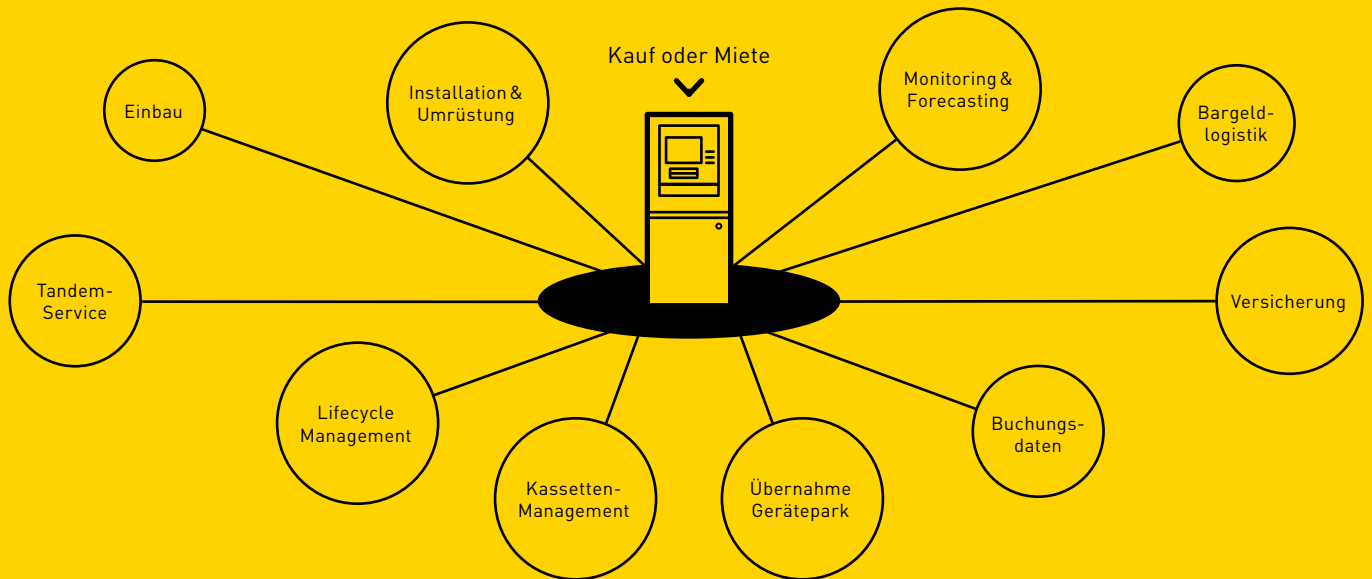 Kauf oder Miete
Einbau
Installation &
Umrüstung
Monitoring &
Forecasting
Bargeld-
logistik
Tandem-
Service
Versicherung
Lifecycle
Management
Kassetten-
Management
Übernahme
Gerätepark
Buchungs-
daten